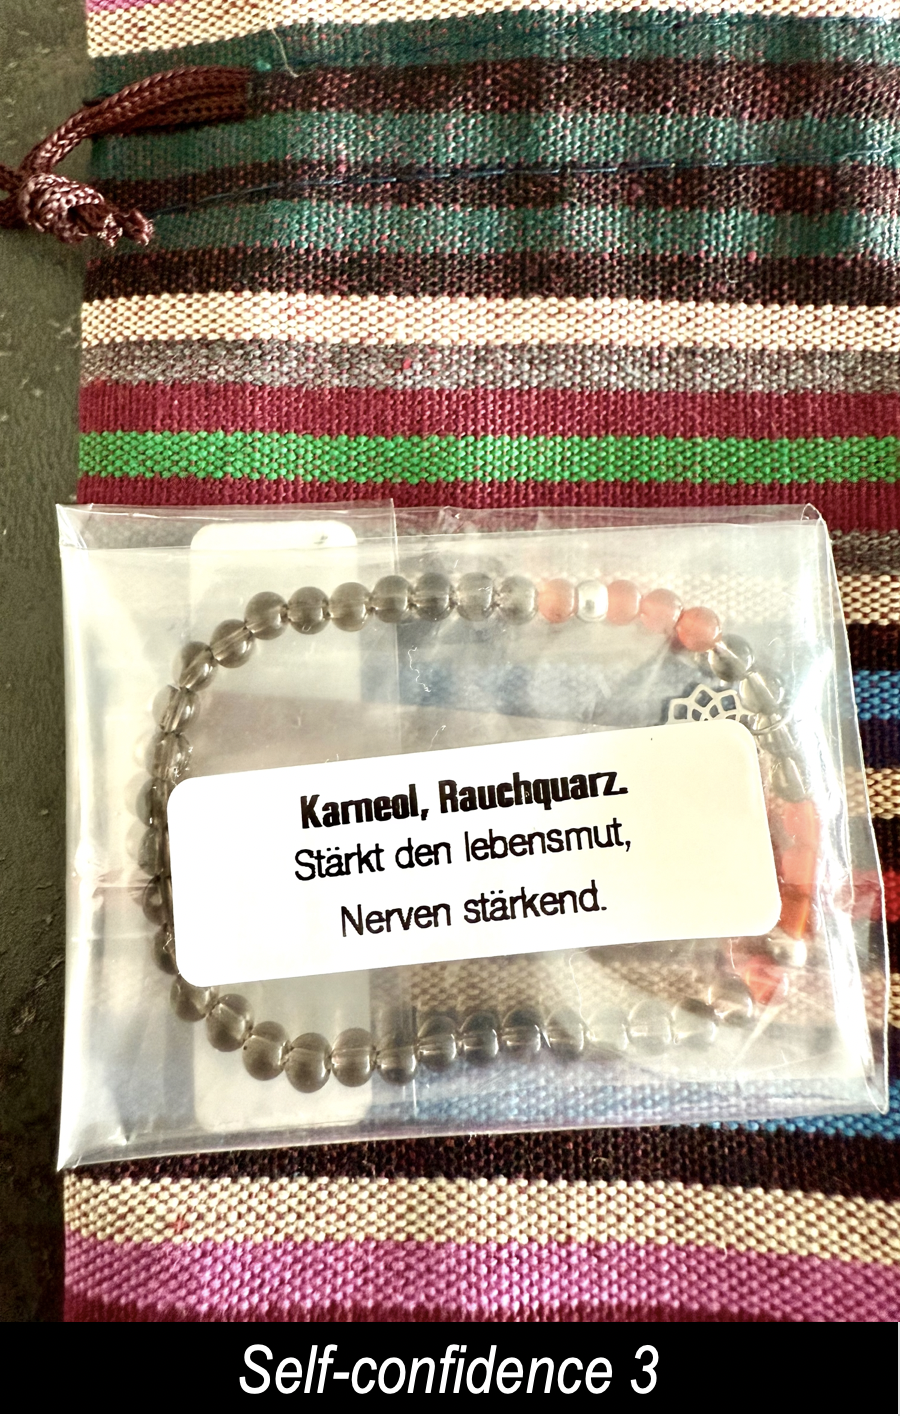 Karneol, Rauchquarz.
Stärkt den lebensmut,
Nerven stärkend.
Self-confidence 3